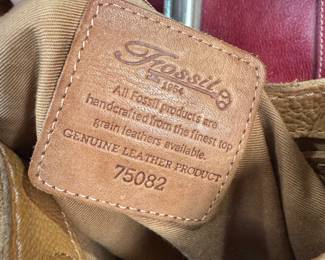 Fossil
Est 1954
All Fossil products are
handcrafted from the finest top
grain leathers available.
GENUINE LEATHER PRODUCT
75082